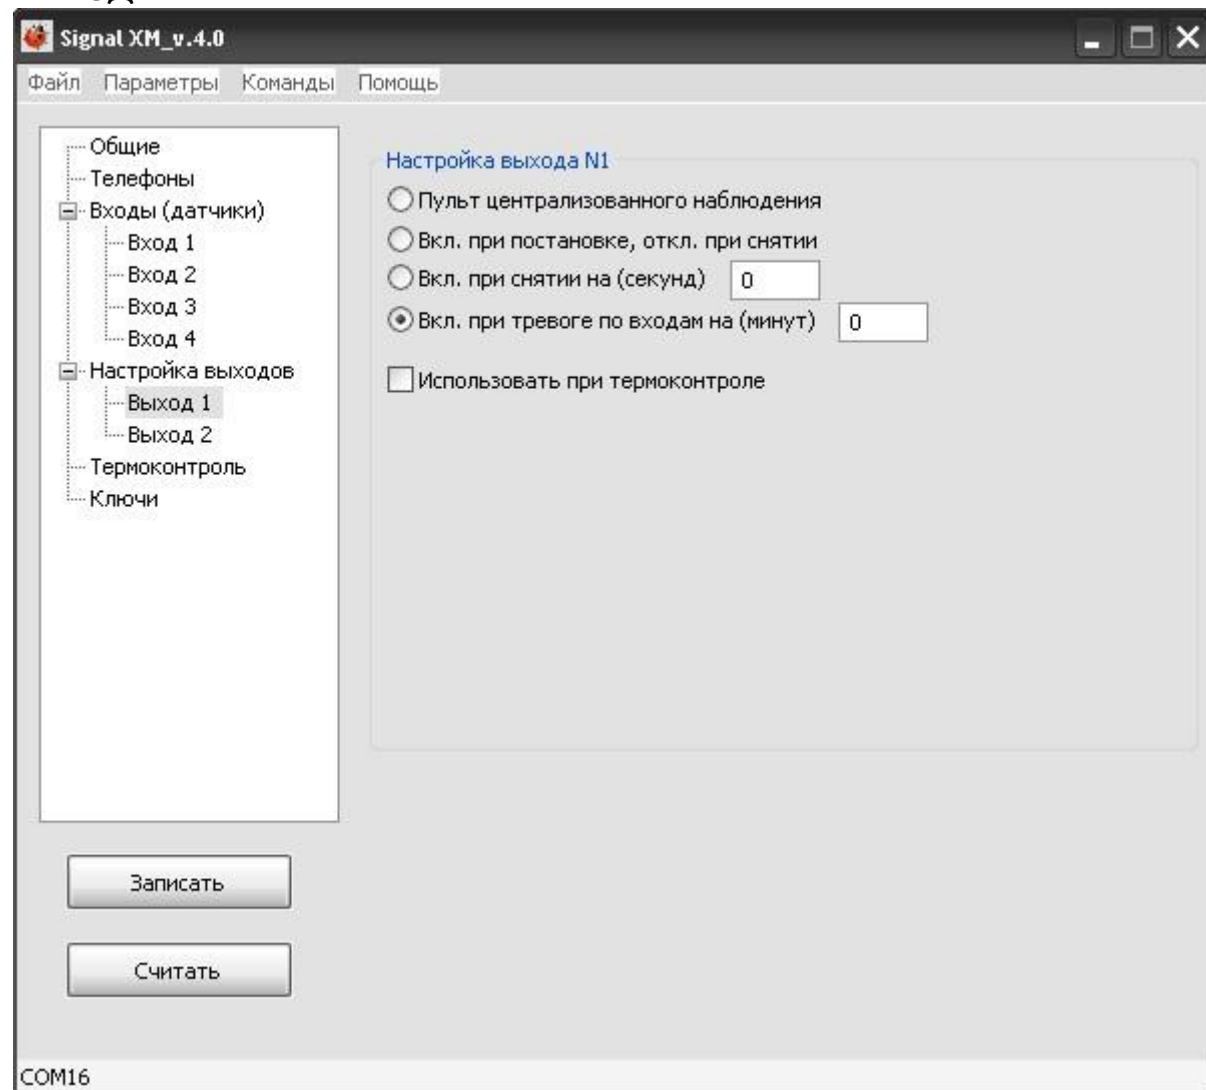 Signal XM_v.4.0
Файл Параметры Команды Помощь
Общие
Телефоны
Входы (датчики)
Вход 1
Вход 2
Вход 3
Вход 4
Настройка выходов
Выход 1
Выход 2
Термоконтроль
Ключи
Настройка выхода N1
Пульт централизованного наблюдения
Вкл. при постановке, откл. при снятии
Вкл. при снятии на (секунд) 0
Вкл. при тревоге по входам на (минут) 0
Использовать при термоконтроле
Записать
Считать
COM16